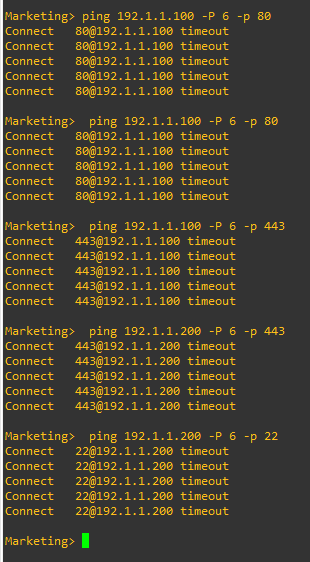 Marketing> ping 192.1.1.100 -P 6 -p 80
Connect   80@192.1.1.100 timeout
Connect   80@192.1.1.100 timeout
Connect   80@192.1.1.100 timeout
Connect   80@192.1.1.100 timeout
Connect   80@192.1.1.100 timeout
Marketing>  ping 192.1.1.100 -P 6 -p 80
Connect   80@192.1.1.100 timeout
Connect   80@192.1.1.100 timeout
Connect   80@192.1.1.100 timeout
Connect   80@192.1.1.100 timeout
Connect   80@192.1.1.100 timeout
Marketing>  ping 192.1.1.100 -P 6 -p 443
Connect   443@192.1.1.100 timeout
Connect   443@192.1.1.100 timeout
Connect   443@192.1.1.100 timeout
Connect   443@192.1.1.100 timeout
Connect   443@192.1.1.100 timeout
Marketing>  ping 192.1.1.200 -P 6 -p 443
Connect   443@192.1.1.200 timeout
Connect   443@192.1.1.200 timeout
Connect   443@192.1.1.200 timeout
Connect   443@192.1.1.200 timeout
Connect   443@192.1.1.200 timeout
Marketing>  ping 192.1.1.200 -P 6 -p 22
Connect   22@192.1.1.200 timeout
Connect   22@192.1.1.200 timeout
Connect   22@192.1.1.200 timeout
Connect   22@192.1.1.200 timeout
Connect   22@192.1.1.200 timeout
Marketing>